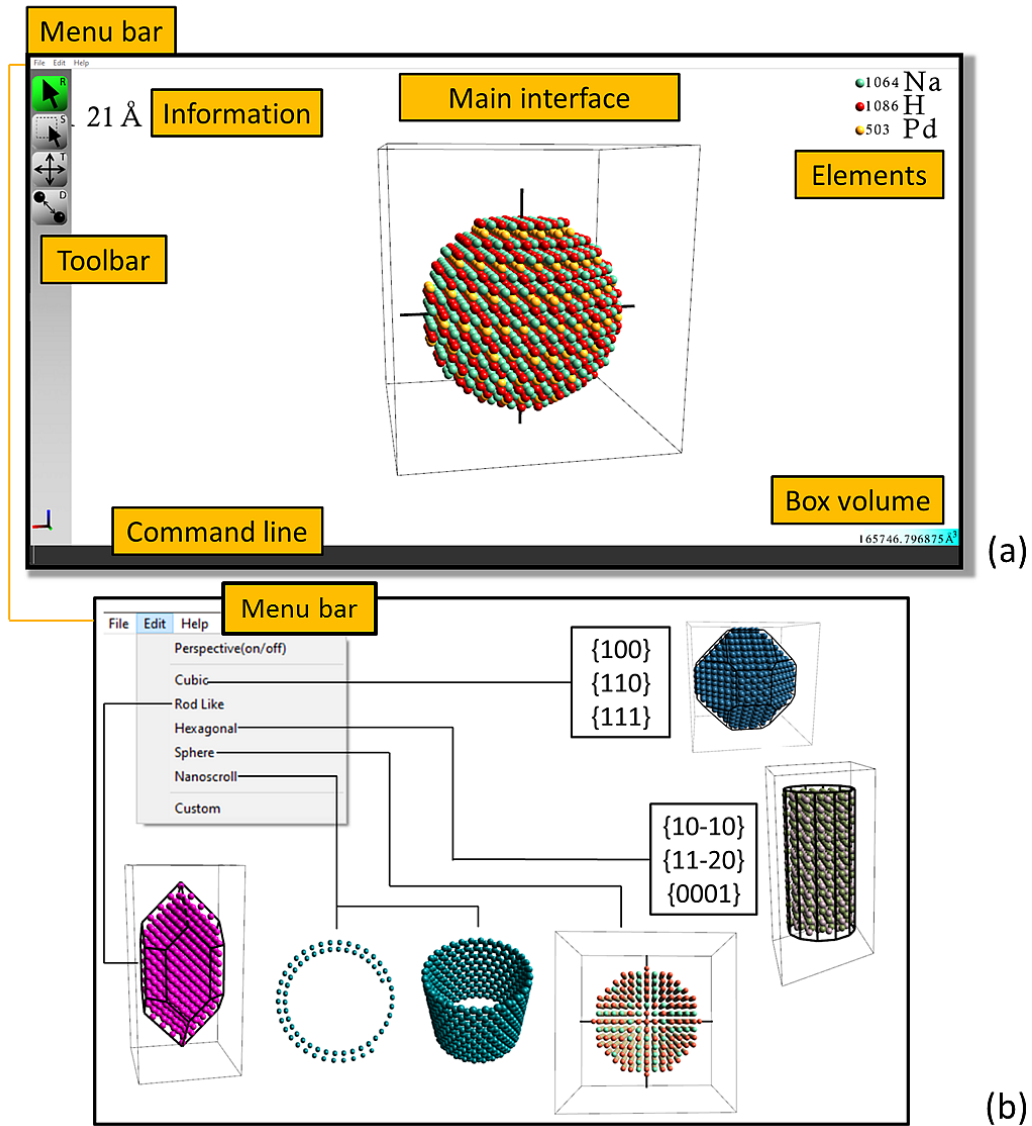 Menu bar
File Edit Help
R
S
T
D
. 21 Å
Information
Main interface
1064 Na
1086 H
503 Pd
Elements
Toolbar
Box volume
165746.796875Å³
Command line
(a)
Menu bar
File Edit Help
Perspective(on/off)
Cubic
Rod Like
Hexagonal
Sphere
Nanoscroll
Custom
{100}
{110}
{111}
{10-10}
{11-20}
{0001}
(b)